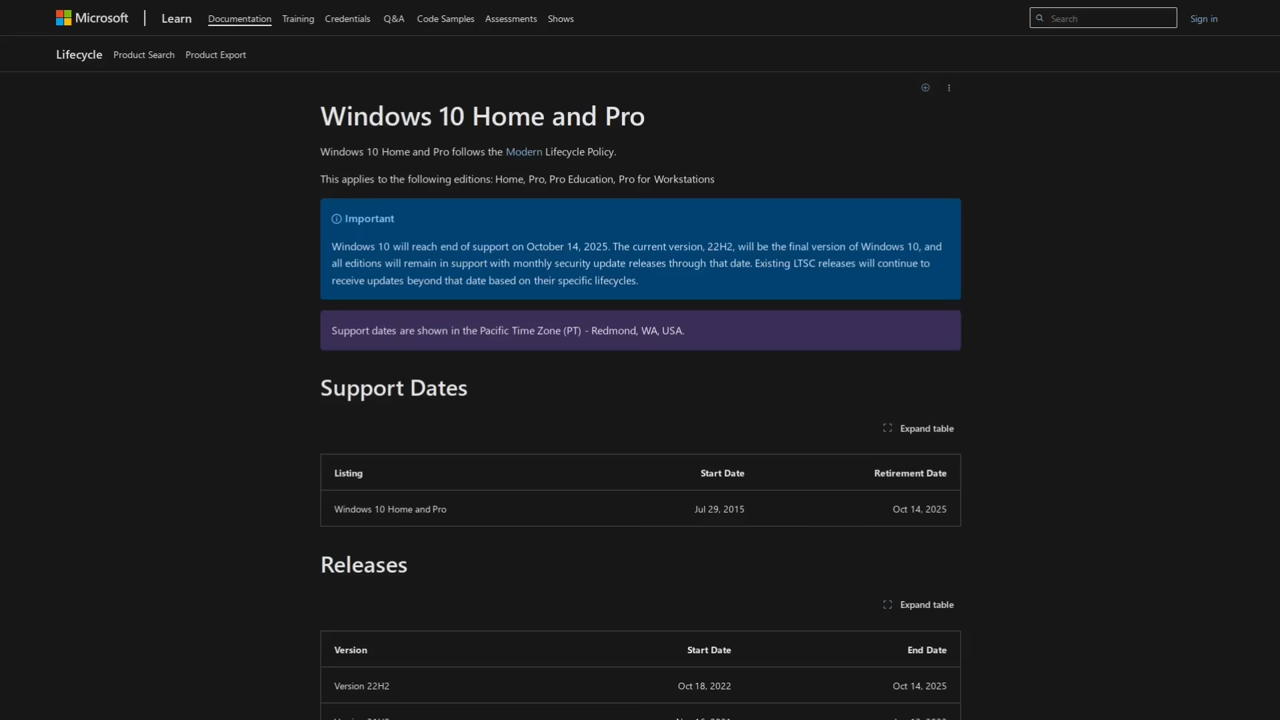 Microsoft
Learn
Documentation
Training
Credentials
Q&A
Code Samples
Assessments
Shows
Search
Sign in
Lifecycle
Product Search
Product Export
Windows 10 Home and Pro
Windows 10 Home and Pro follows the Modern Lifecycle Policy.
This applies to the following editions: Home, Pro, Pro Education, Pro for Workstations
Important
Windows 10 will reach end of support on October 14, 2025. The current version, 22H2, will be the final version of Windows 10, and
all editions will remain in support with monthly security update releases through that date. Existing LTSC releases will continue to
receive updates beyond that date based on their specific lifecycles.
Support dates are shown in the Pacific Time Zone (PT) - Redmond, WA, USA.
Support Dates
Expand table
Listing Start Date Retirement Date
Windows 10 Home and Pro Jul 29, 2015 Oct 14, 2025
Releases
Expand table
Version Start Date End Date
Version 22H2 Oct 18, 2022 Oct 14, 2025